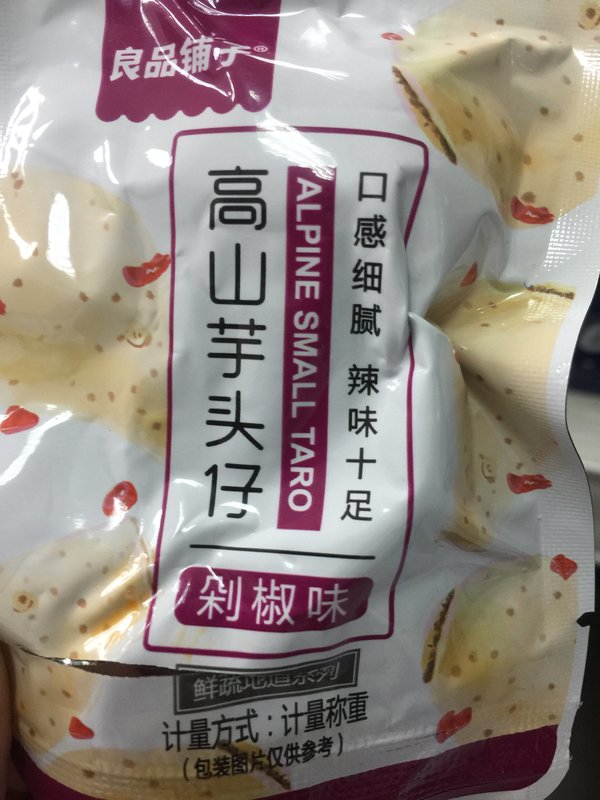 良品铺子®
口感细腻 辣味十足
ALPINE SMALL TARO
高山芋头仔
剁椒味
鲜蔬地道系列
计量方式：计量称重
（包装图片仅供参考）